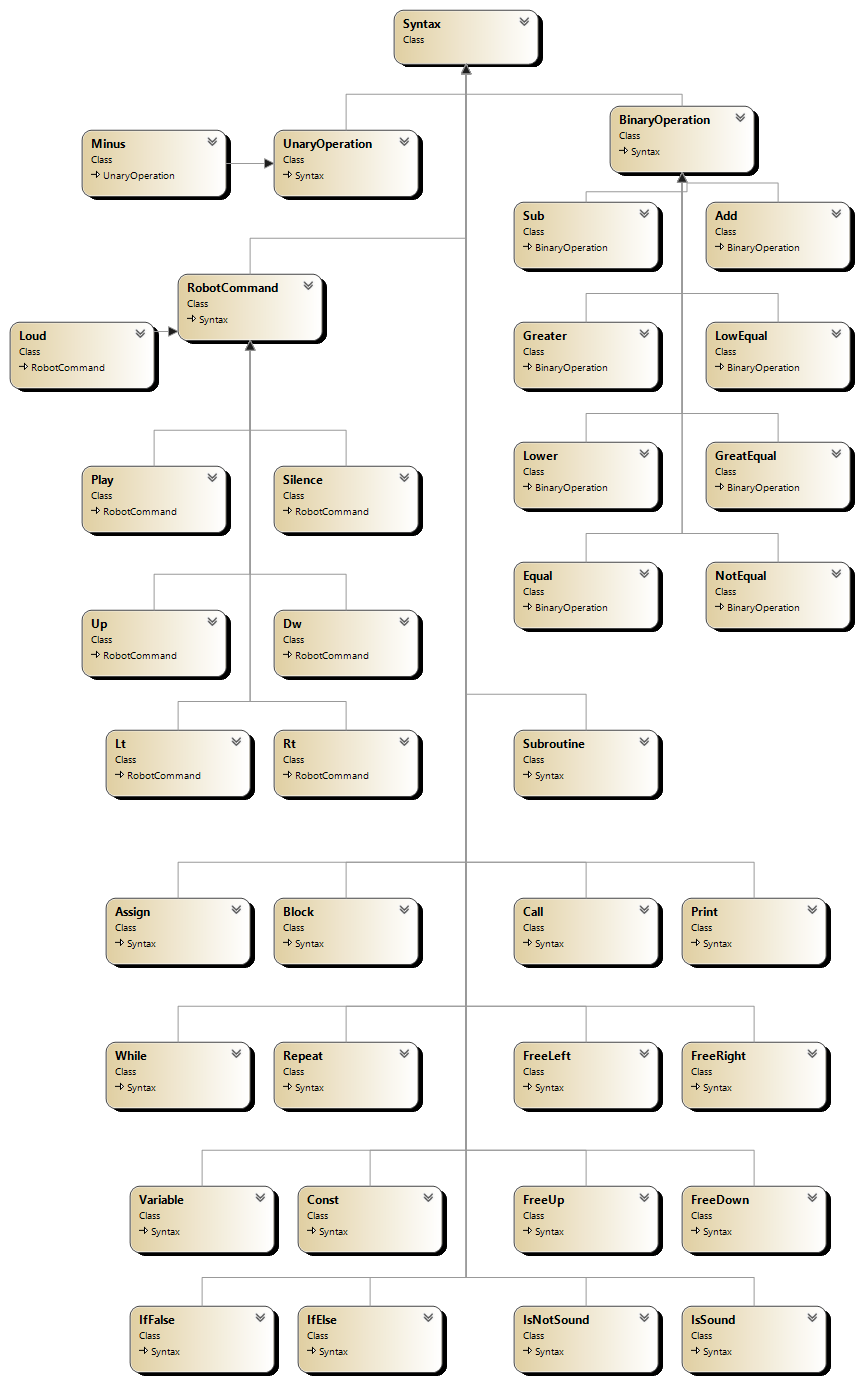 Syntax
Class
BinaryOperation
Class
Syntax
Minus
Class
UnaryOperation
UnaryOperation
Class
Syntax
Sub
Class
BinaryOperation
Add
Class
BinaryOperation
RobotCommand
Class
Syntax
Loud
Class
RobotCommand
Greater
Class
BinaryOperation
LowEqual
Class
BinaryOperation
Lower
Class
BinaryOperation
GreatEqual
Class
BinaryOperation
Play
Class
RobotCommand
Silence
Class
RobotCommand
Equal
Class
BinaryOperation
NotEqual
Class
BinaryOperation
Up
Class
RobotCommand
Dw
Class
RobotCommand
Lt
Class
RobotCommand
Rt
Class
RobotCommand
Subroutine
Class
Syntax
Assign
Class
Syntax
Block
Class
Syntax
Call
Class
Syntax
Print
Class
Syntax
While
Class
Syntax
Repeat
Class
Syntax
FreeLeft
Class
Syntax
FreeRight
Class
Syntax
Variable
Class
Syntax
Const
Class
Syntax
FreeUp
Class
Syntax
FreeDown
Class
Syntax
IfFalse
Class
Syntax
IfElse
Class
Syntax
IsNotSound
Class
Syntax
IsSound
Class
Syntax